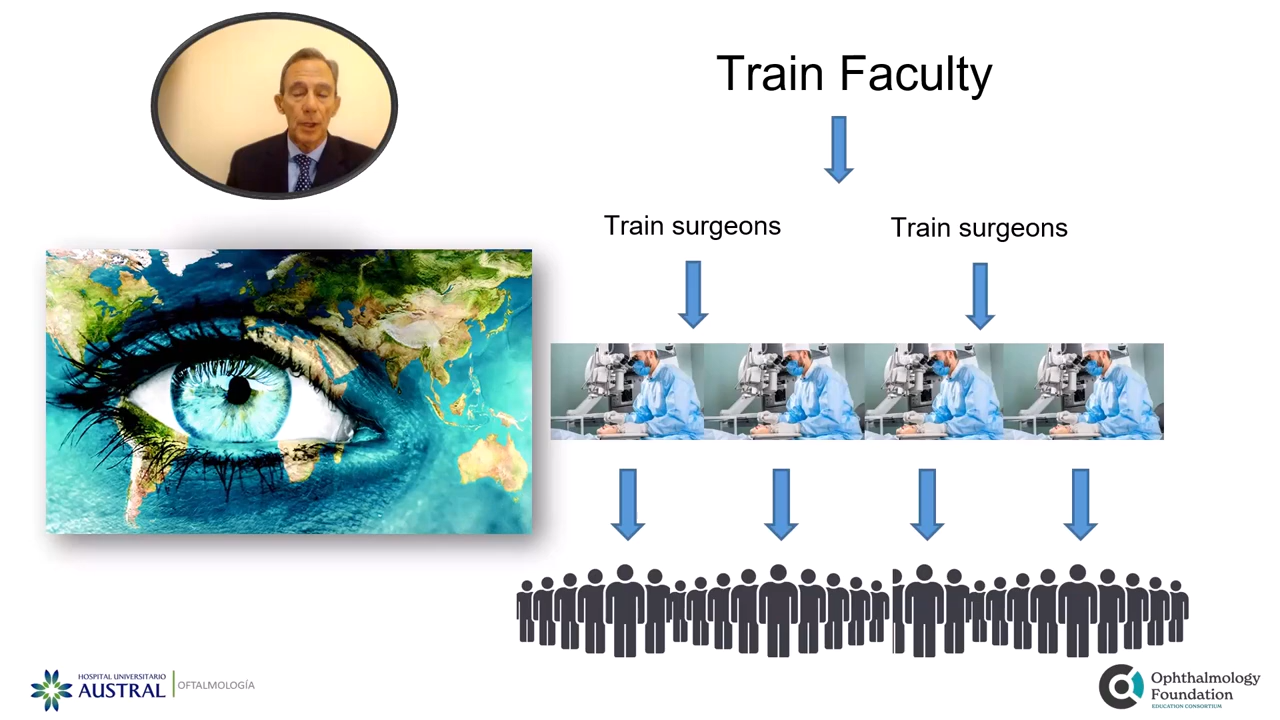 Train Faculty
Train surgeons
Train surgeons
HOSPITAL UNIVERSITARIO
AUSTRAL
OFTALMOLOGÍA
Ophthalmology
Foundation
EDUCATION CONSORTIUM